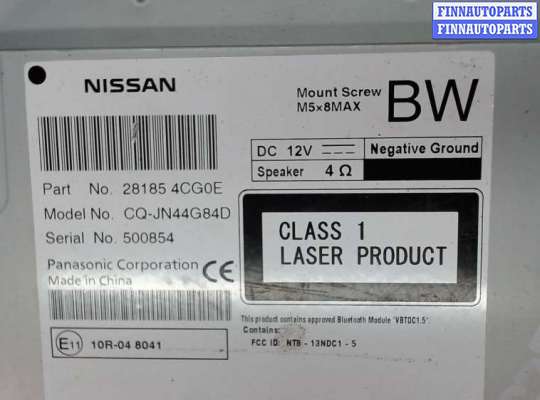 FINNAUTOPARTS
FINNAUTOPARTS
NISSAN
Mount Screw
M5×8MAX
BW
DC 12V
Negative Ground
Speaker 4 Ω
Part No. 28185 4CG0E
Model No. CQ-JN44G84D
Serial No. 500854
Panasonic Corporation
Made in China
CE
CLASS 1
LASER PRODUCT
This product contains approved Bluetooth Module "VBTDC1.5".
Contains:
FCC ID: NTB - 13NDC1 - 5
E11 10R-04 8041